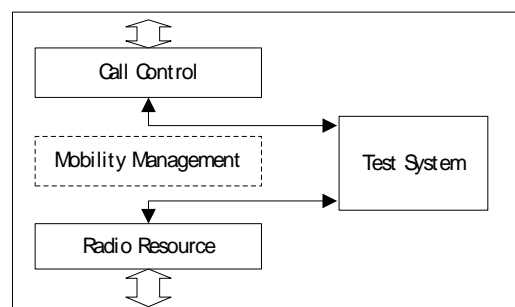 Call Control
Mobility Management
Test System
Radio Resource